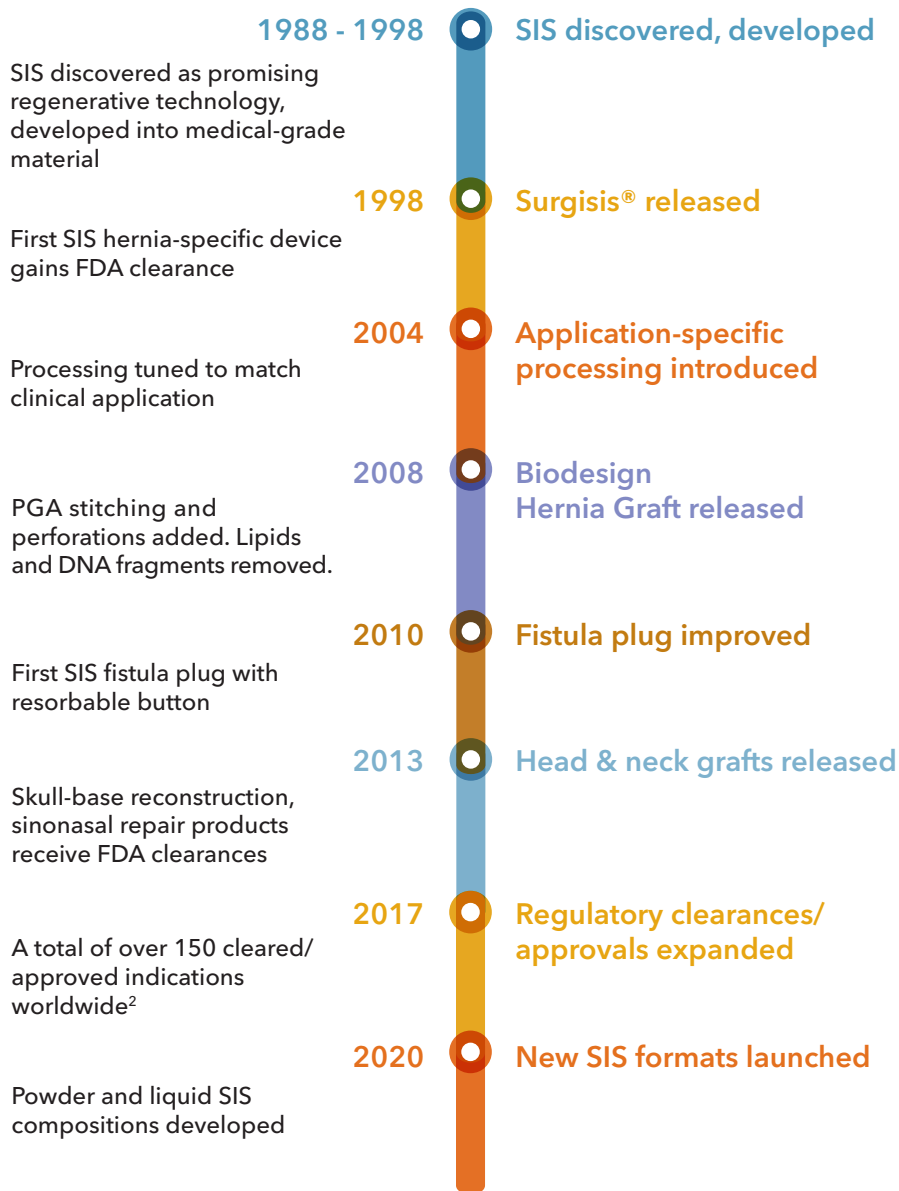 1988 - 1998
SIS discovered, developed
SIS discovered as promising
regenerative technology,
developed into medical-grade
material
1998
Surgisis® released
First SIS hernia-specific device
gains FDA clearance
2004
Application-specific
processing introduced
Processing tuned to match
clinical application
2008
Biodesign
Hernia Graft released
PGA stitching and
perforations added. Lipids
and DNA fragments removed.
2010
Fistula plug improved
First SIS fistula plug with
resorbable button
2013
Head & neck grafts released
Skull-base reconstruction,
sinonasal repair products
receive FDA clearances
2017
Regulatory clearances/
approvals expanded
A total of over 150 cleared/
approved indications
worldwide²
2020
New SIS formats launched
Powder and liquid SIS
compositions developed